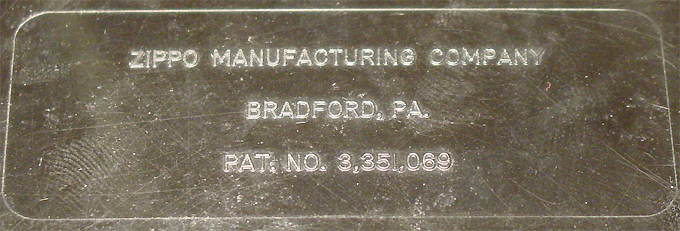 ZIPPO MANUFACTURING COMPANY
BRADFORD, PA.
PAT. NO. 3,351,069